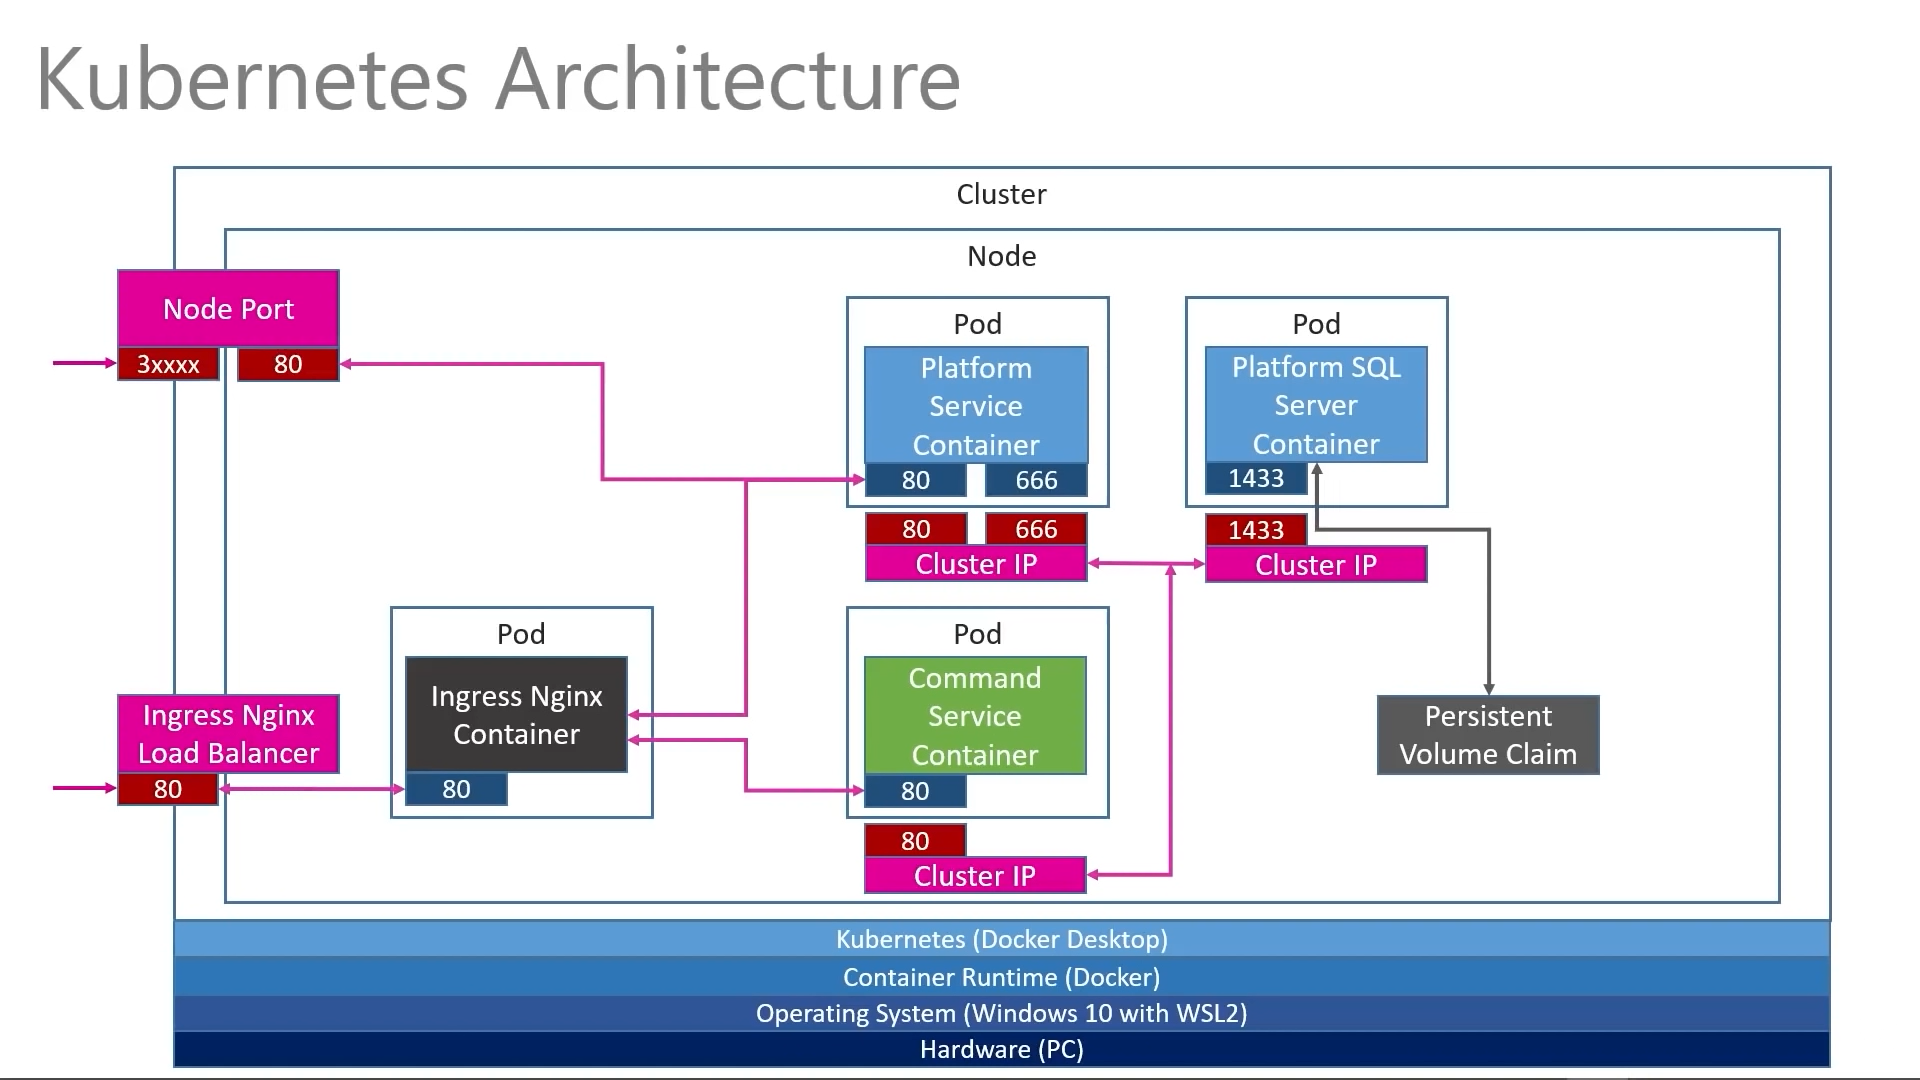 Kubernetes Architecture
Cluster
Node
Node Port
3xxxx
80
Pod
Platform
Service
Container
80
666
80
666
Cluster IP
Pod
Platform SQL
Server
Container
1433
1433
Cluster IP
Ingress Nginx
Load Balancer
80
Pod
Ingress Nginx
Container
80
Pod
Command
Service
Container
80
80
Cluster IP
Persistent
Volume Claim
Kubernetes (Docker Desktop)
Container Runtime (Docker)
Operating System (Windows 10 with WSL2)
Hardware (PC)